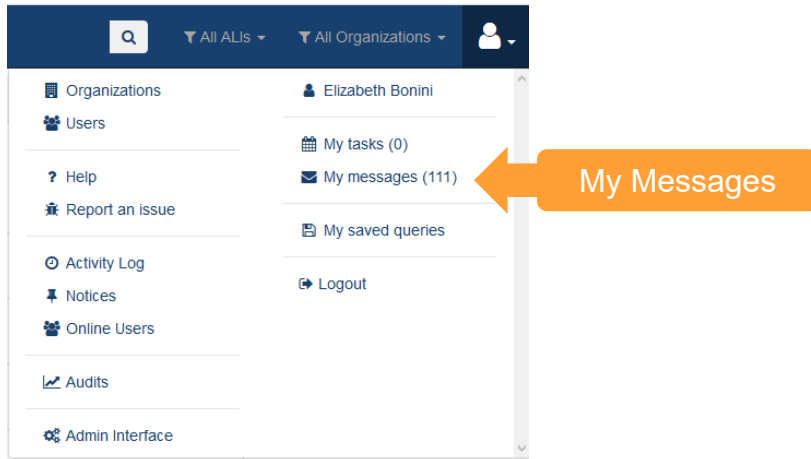 All ALIs
All Organizations
Organizations
Users
? Help
Report an issue
Activity Log
Notices
Online Users
Audits
Admin Interface
Elizabeth Bonini
My tasks (0)
My messages (111)
My saved queries
Logout
My Messages